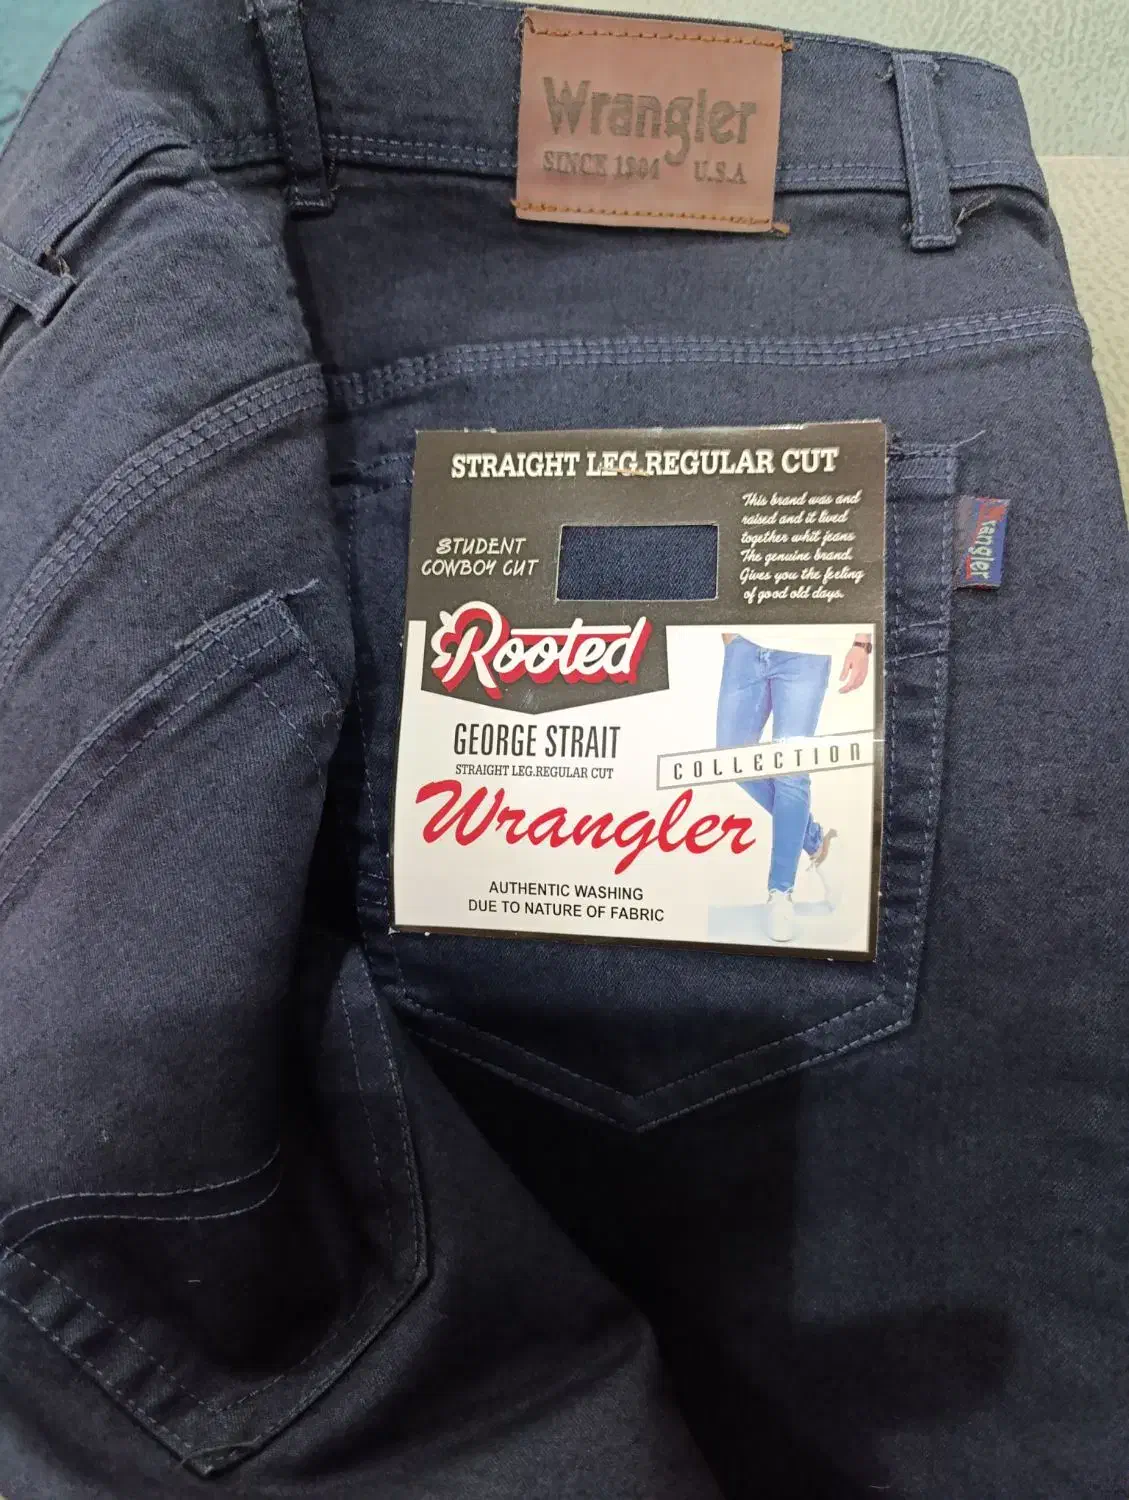 Wrangler
SINCE 1904 U.S.A
STRAIGHT LEG.REGULAR CUT
This brand was and
raised and it lived
together whit jeans
The genuine brand.
Gives you the feeling
of good old days.
STUDENT
COWBOY CUT
Wrangler
Rooted
GEORGE STRAIT
STRAIGHT LEG.REGULAR CUT
COLLECTION
Wrangler
AUTHENTIC WASHING
DUE TO NATURE OF FABRIC